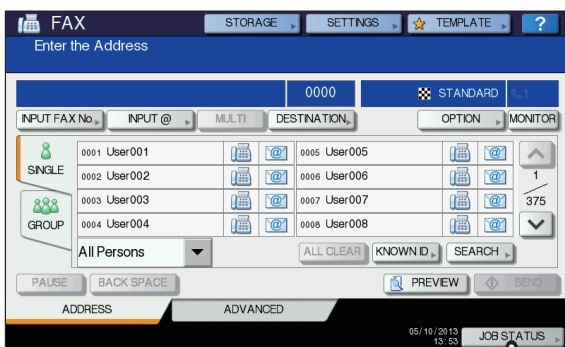 FAX STORAGE SETTINGS TEMPLATE ?
Enter the Address
0000 STANDARD 1
INPUT FAX No. INPUT @ MULTI DESTINATION OPTION MONITOR
SINGLE
GROUP
0001 User001 @ 0005 User005 @
0002 User002 @ 0006 User006 @
0003 User003 @ 0007 User007 @
0004 User004 @ 0008 User008 @
1
375
All Persons ALL CLEAR KNOWN ID SEARCH
PAUSE BACK SPACE PREVIEW SEND
ADDRESS ADVANCED
05/10/2013
13:53
JOB STATUS